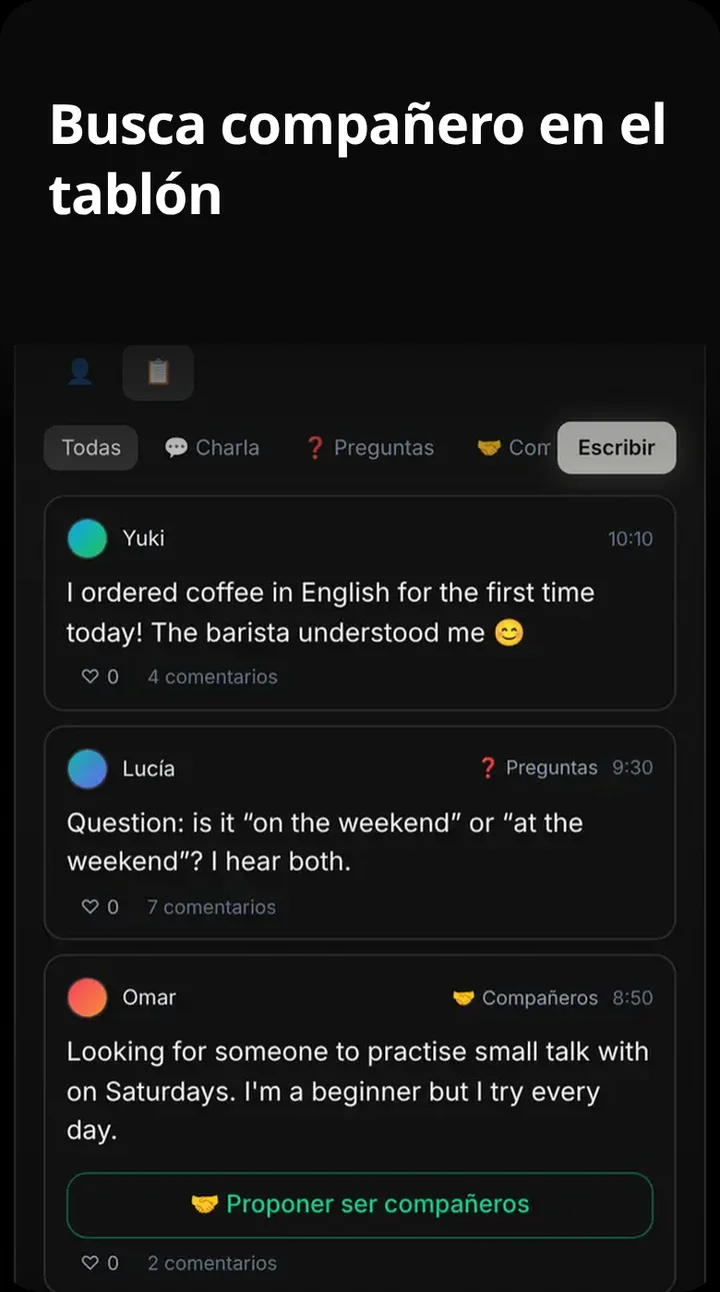 Busca compañero en el
tablón
Todas 💬 Charla ❓ Preguntas 🤝 Com Escribir
Yuki 10:10
I ordered coffee in English for the first time
today! The barista understood me 😊
♡ 0 4 comentarios
Lucía ❓ Preguntas 9:30
Question: is it “on the weekend” or “at the
weekend”? I hear both.
♡ 0 7 comentarios
Omar 🤝 Compañeros 8:50
Looking for someone to practise small talk with
on Saturdays. I'm a beginner but I try every
day.
🤝 Proponer ser compañeros
♡ 0 2 comentarios